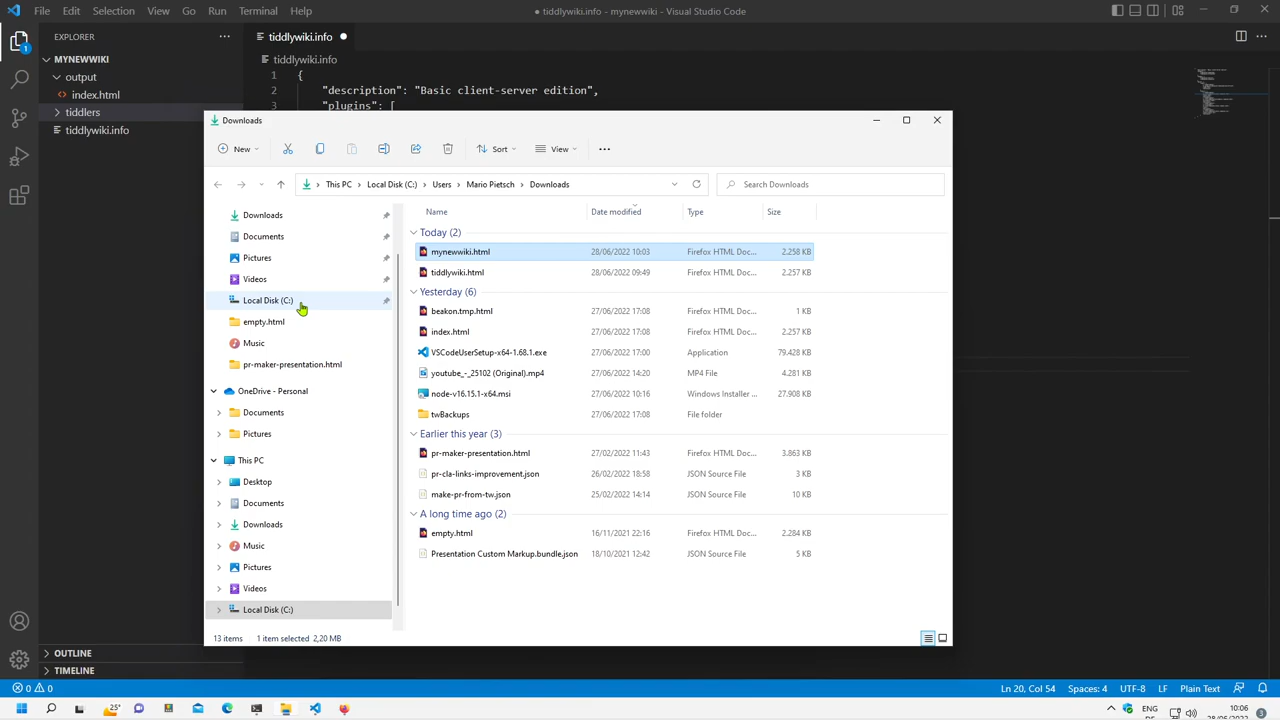 File Edit Selection View Go Run Terminal Help
● tiddlywiki.info - mynewwiki - Visual Studio Code
EXPLORER
tiddlywiki.info ●
MYNEWWIKI
output
index.html
tiddlers
tiddlywiki.info
tiddlywiki.info
1 {
2 "description": "Basic client-server edition",
3 "plugins": [
Downloads
New Sort View
This PC > Local Disk (C:) > Users > Mario Pietsch > Downloads
Search Downloads
Downloads
Documents
Pictures
Videos
Local Disk (C:)
empty.html
Music
pr-maker-presentation.html
OneDrive - Personal
Documents
Pictures
This PC
Desktop
Documents
Downloads
Music
Pictures
Videos
Local Disk (C:)
Name Date modified Type Size
Today (2)
mynewwiki.html 28/06/2022 10:03 Firefox HTML Doc... 2.258 KB
tiddlywiki.html 28/06/2022 09:49 Firefox HTML Doc... 2.257 KB
Yesterday (6)
beakon.tmp.html 27/06/2022 17:08 Firefox HTML Doc... 1 KB
index.html 27/06/2022 17:08 Firefox HTML Doc... 2.257 KB
VSCodeUserSetup-x64-1.68.1.exe 27/06/2022 17:00 Application 79.428 KB
youtube_-_25102 (Original).mp4 27/06/2022 14:20 MP4 File 4.281 KB
node-v16.15.1-x64.msi 27/06/2022 10:16 Windows Installer ... 27.908 KB
twBackups 27/06/2022 17:08 File folder
Earlier this year (3)
pr-maker-presentation.html 27/02/2022 11:43 Firefox HTML Doc... 3.863 KB
pr-cla-links-improvement.json 26/02/2022 18:58 JSON Source File 3 KB
make-pr-from-tw.json 25/02/2022 14:14 JSON Source File 10 KB
A long time ago (2)
empty.html 16/11/2021 22:16 Firefox HTML Doc... 2.284 KB
Presentation Custom Markup.bundle.json 18/10/2021 12:42 JSON Source File 5 KB
13 items 1 item selected 2,20 MB
OUTLINE
TIMELINE
0 0
Ln 20, Col 54 Spaces: 4 UTF-8 LF Plain Text
25°
ENG
10:06